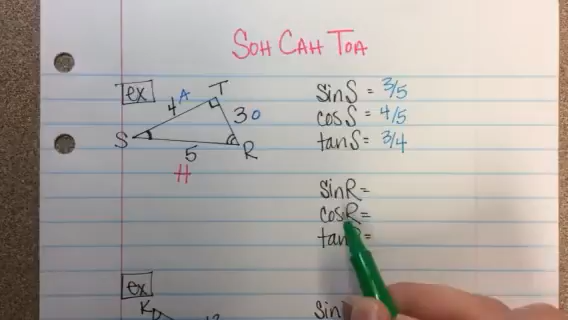 SOH CAH TOA
ex
T
4 A
3 O
S
5
R
H
sinS = 3/5
cosS = 4/5
tanS = 3/4
sinR =
cosR =
tanR =
ex
K
sin